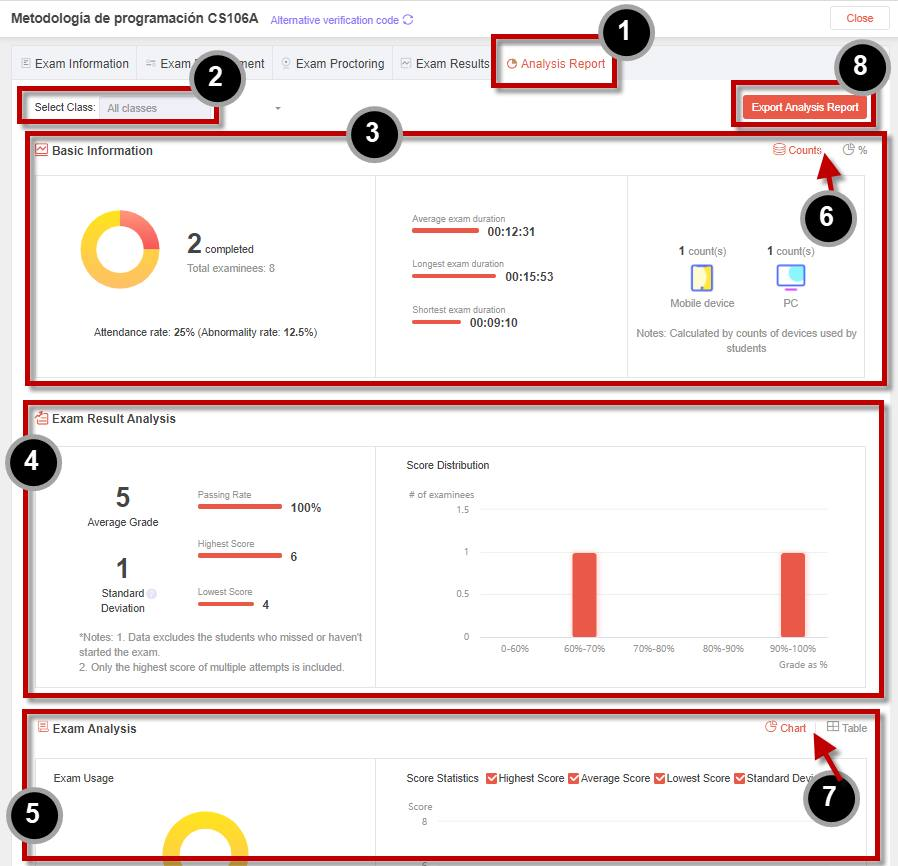 Metodología de programación CS106A
Alternative verification code
Close
1
Exam Information
Exam
ment
Exam Proctoring
Exam Results
Analysis Report
2
8
Select Class:
All classes
Export Analysis Report
3
Basic Information
Counts
%
6
2 completed
Total examinees: 8
Attendance rate: 25% (Abnormality rate: 12.5%)
Average exam duration
00:12:31
Longest exam duration
00:15:53
Shortest exam duration
00:09:10
1 count(s)
1 count(s)
Mobile device
PC
Notes: Calculated by counts of devices used by
students
Exam Result Analysis
4
5
Average Grade
1
Standard
Deviation
Passing Rate
100%
Highest Score
6
Lowest Score
4
*Notes: 1. Data excludes the students who missed or haven't
started the exam.
2. Only the highest score of multiple attempts is included.
Score Distribution
# of examinees
1.5
1
0.5
0
0-60%
60%-70%
70%-80%
80%-90%
90%-100%
Grade as %
Exam Analysis
Chart
Table
5
7
Exam Usage
Score Statistics
Highest Score
Average Score
Lowest Score
Standard Devi
Score
8